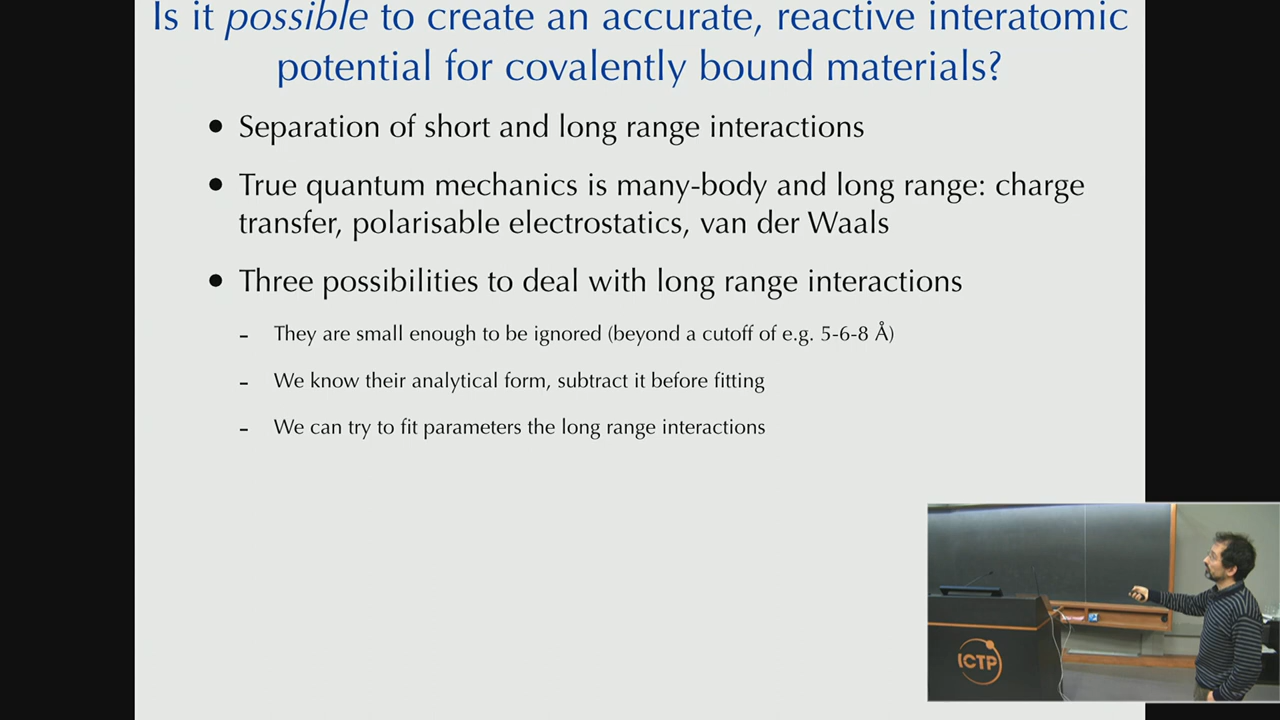 Is it possible to create an accurate, reactive interatomic
potential for covalently bound materials?
• Separation of short and long range interactions
• True quantum mechanics is many-body and long range: charge
transfer, polarisable electrostatics, van der Waals
• Three possibilities to deal with long range interactions
- They are small enough to be ignored (beyond a cutoff of e.g. 5-6-8 Å)
- We know their analytical form, subtract it before fitting
- We can try to fit parameters the long range interactions
ICTP